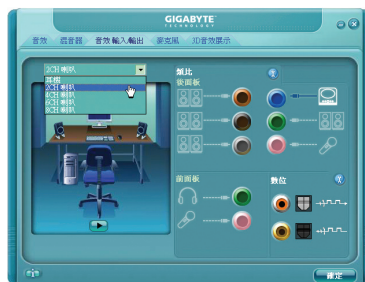 GIGABYTE
TECHNOLOGY
音效 混音器 音效輸入/輸出 麥克風 3D音效展示
2CH 喇叭
耳機
2CH 喇叭
4CH 喇叭
6CH 喇叭
8CH 喇叭
類比
後面板
前面板
數位
確定